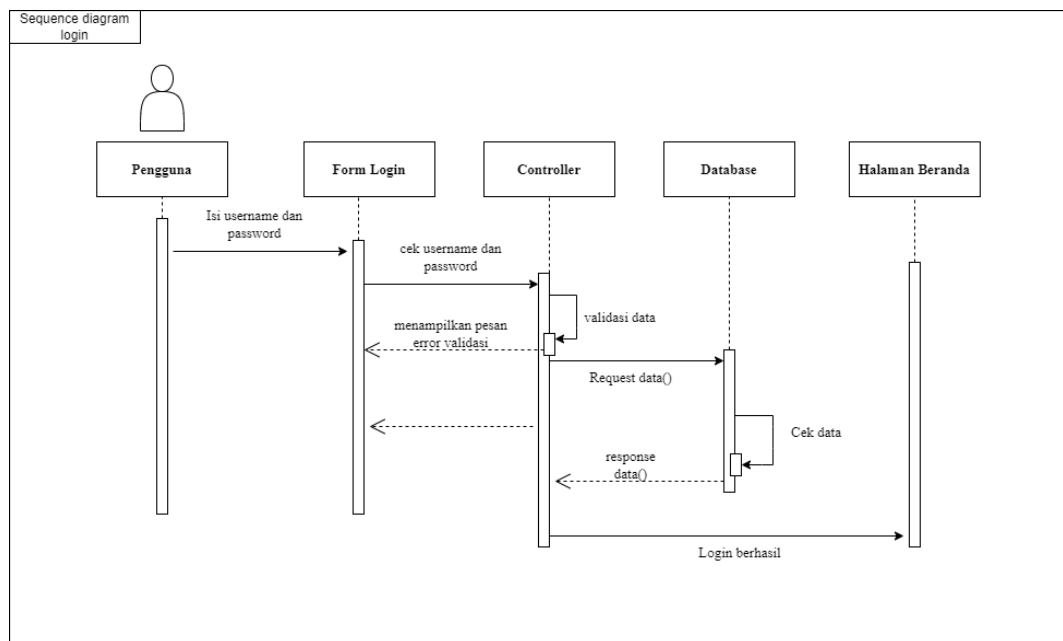 Sequence diagram
login
Pengguna
Form Login
Controller
Database
Halaman Beranda
Isi username dan
password
cek username dan
password
validasi data
menampilkan pesan
error validasi
Request data()
Cek data
response
data()
Login berhasil